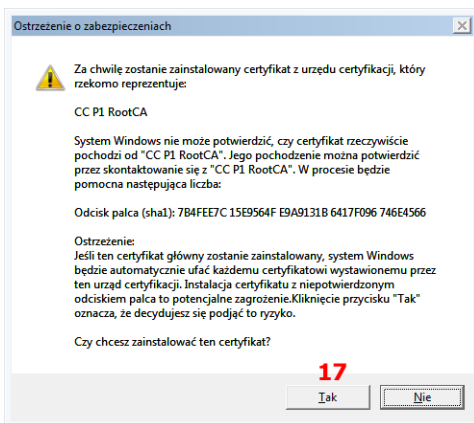 Ostrzeżenie o zabezpieczeniach
Za chwilę zostanie zainstalowany certyfikat z urzędu certyfikacji, który
rzekomo reprezentuje:
CC P1 RootCA
System Windows nie może potwierdzić, czy certyfikat rzeczywiście
pochodzi od "CC P1 RootCA". Jego pochodzenie można potwierdzić
przez skontaktowanie się z "CC P1 RootCA". W procesie będzie
pomocna następująca liczba:
Odcisk palca (sha1): 7B4FEE7C 15E9564F E9A9131B 6417F096 746E4566
Ostrzeżenie:
Jeśli ten certyfikat główny zostanie zainstalowany, system Windows
będzie automatycznie ufać każdemu certyfikatowi wystawionemu przez
ten urząd certyfikacji. Instalacja certyfikatu z niepotwierdzonym
odciskiem palca to potencjalne zagrożenie.Kliknięcie przycisku "Tak"
oznacza, że decydujesz się podjąć to ryzyko.
Czy chcesz zainstalować ten certyfikat?
17
Tak Nie